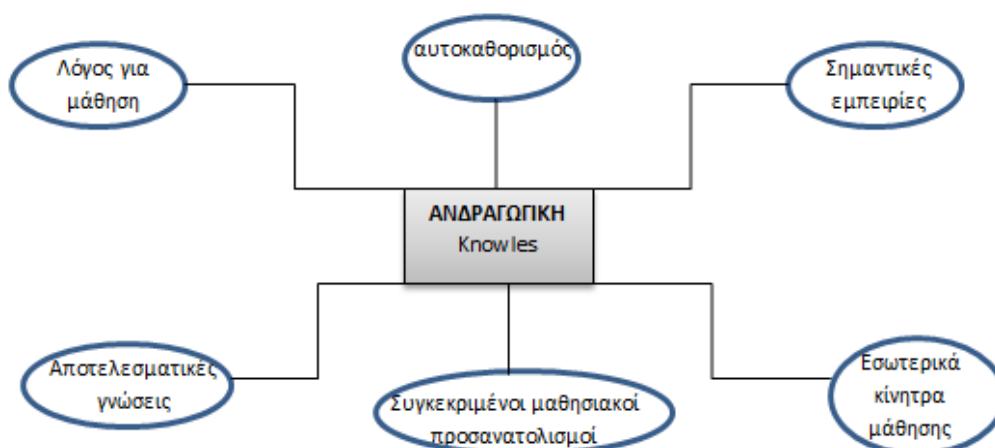 Λόγος για
μάθηση
αυτοκαθορισμός
Σημαντικές
εμπειρίες
ΑΝΔΡΑΓΩΓΙΚΗ
Knowles
Αποτελεσματικές
γνώσεις
Συγκεκριμένοι μαθησιακοί
προσανατολισμοί
Εσωτερικά
κίνητρα
μάθησης